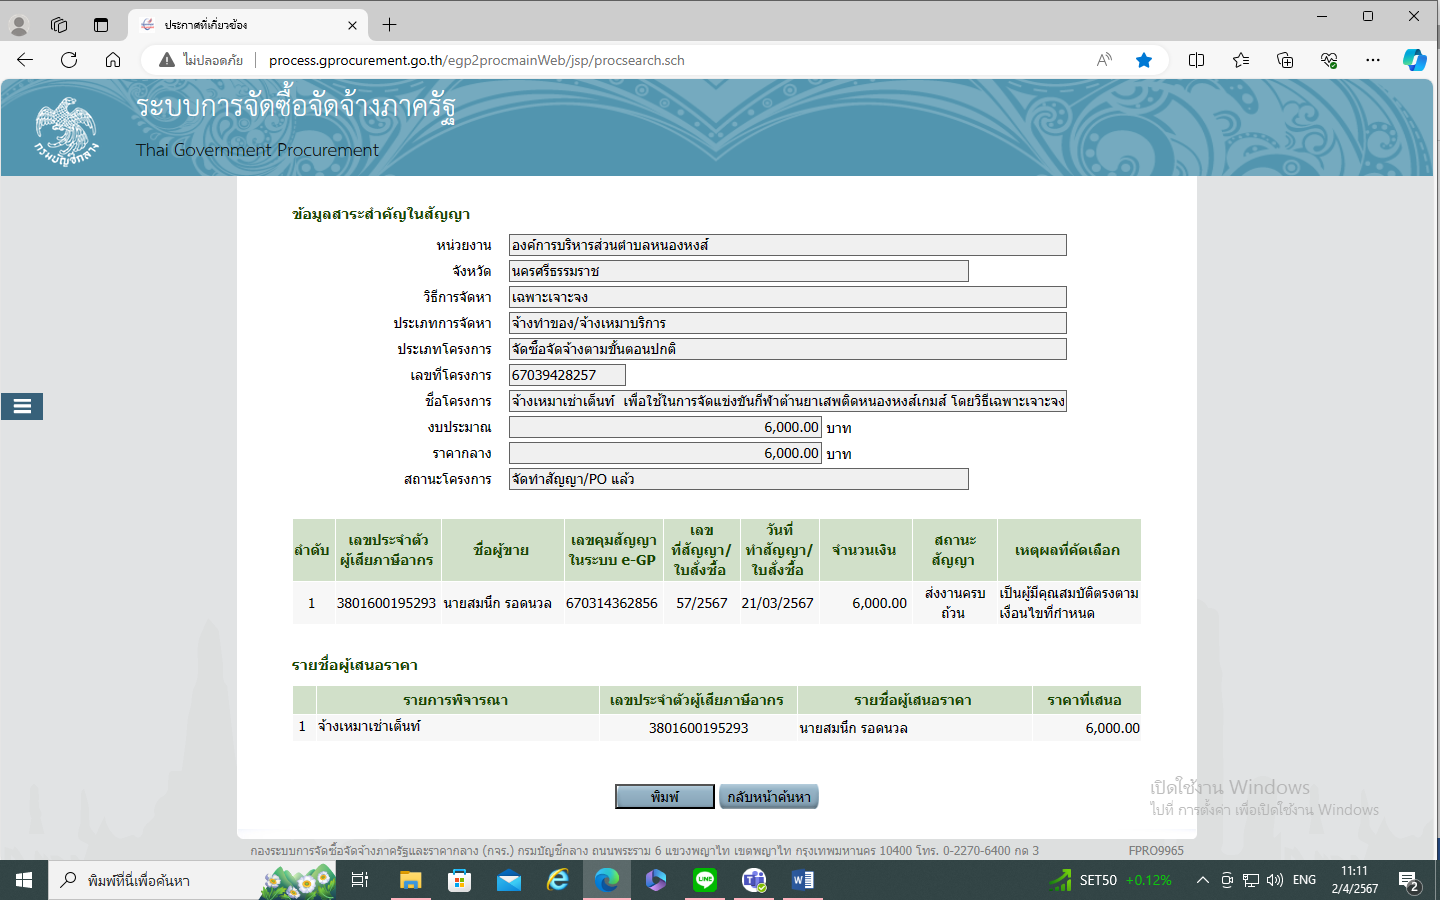 ประกาศที่เกี่ยวข้อง
ไม่ปลอดภัย
process.gprocurement.go.th/egp2procmainWeb/jsp/procsearch.sch
ระบบการจัดซื้อจัดจ้างภาครัฐ
Thai Government Procurement
กรมบัญชีกลาง
ข้อมูลสาระสำคัญในสัญญา
หน่วยงาน องค์การบริหารส่วนตำบลหนองหงส์
จังหวัด นครศรีธรรมราช
วิธีการจัดหา เฉพาะเจาะจง
ประเภทการจัดหา จ้างทำของ/จ้างเหมาบริการ
ประเภทโครงการ จัดซื้อจัดจ้างตามขั้นตอนปกติ
เลขที่โครงการ 67039428257
ชื่อโครงการ จ้างเหมาเช่าเต็นท์ เพื่อใช้ในการจัดแข่งขันกีฬาต้านยาเสพติดหนองหงส์เกมส์ โดยวิธีเฉพาะเจาะจง
งบประมาณ 6,000.00 บาท
ราคากลาง 6,000.00 บาท
สถานะโครงการ จัดทำสัญญา/PO แล้ว
ลำดับ เลขประจำตัวผู้เสียภาษีอากร ชื่อผู้ขาย เลขคุมสัญญาในระบบ e-GP เลขที่สัญญา/ใบสั่งซื้อ วันที่ทำสัญญา/ใบสั่งซื้อ จำนวนเงิน สถานะสัญญา เหตุผลที่คัดเลือก
1 3801600195293 นายสมนึก รอดนวล 670314362856 57/2567 21/03/2567 6,000.00 ส่งงานครบถ้วน เป็นผู้มีคุณสมบัติตรงตามเงื่อนไขที่กำหนด
รายชื่อผู้เสนอราคา
รายการพิจารณา เลขประจำตัวผู้เสียภาษีอากร รายชื่อผู้เสนอราคา ราคาที่เสนอ
1 จ้างเหมาเช่าเต็นท์ 3801600195293 นายสมนึก รอดนวล 6,000.00
พิมพ์ กลับหน้าค้นหา
เปิดใช้งาน Windows
ไปที่ การตั้งค่า เพื่อเปิดใช้งาน Windows
กองระบบการจัดซื้อจัดจ้างภาครัฐและราคากลาง (กจร.) กรมบัญชีกลาง ถนนพระราม 6 แขวงพญาไท เขตพญาไท กรุงเทพมหานคร 10400 โทร. 0-2270-6400 กด 3 FPRO9965
พิมพ์ที่นี่เพื่อค้นหา
LINE
SET50 +0.12%
ENG
11:11
2/4/2567
2